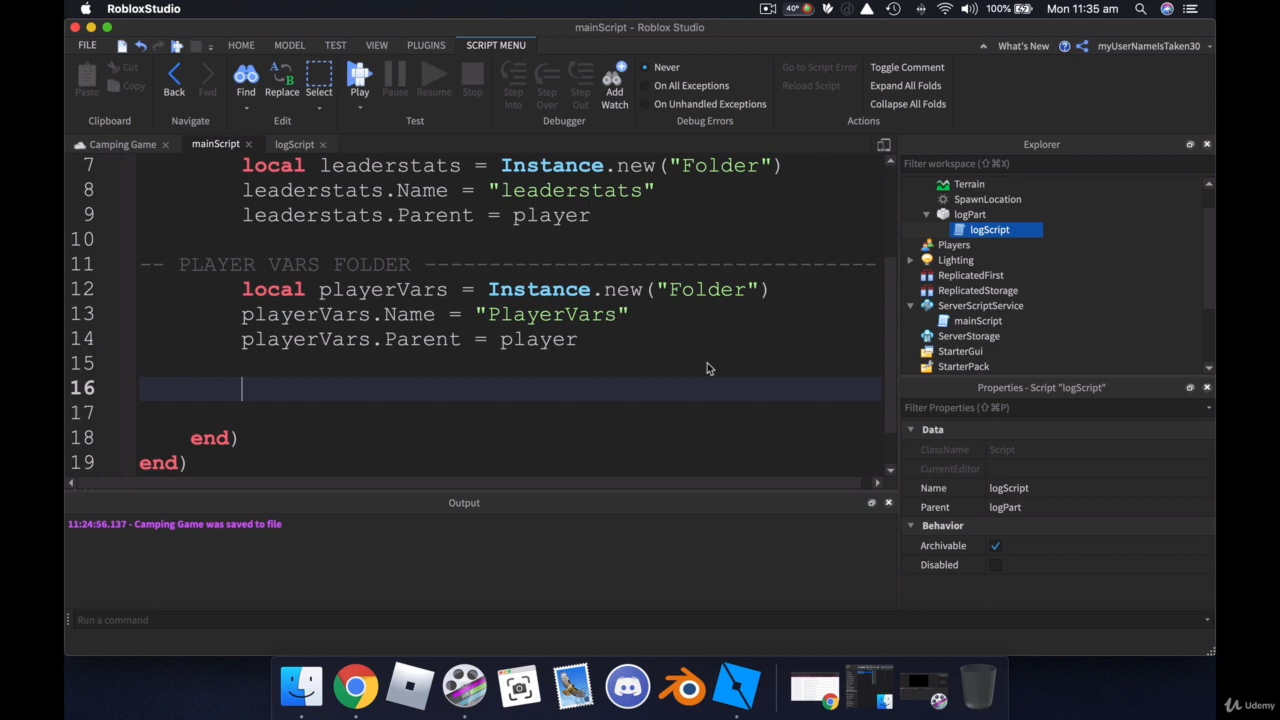 RobloxStudio
40°
100%
Mon 11:35 am
mainScript - Roblox Studio
FILE
HOME
MODEL
TEST
VIEW
PLUGINS
SCRIPT MENU
What's New
myUserNameIsTaken30
Paste
Cut
Copy
Clipboard
Back
Fwd
Navigate
Find
Replace
Select
Edit
Play
Pause
Resume
Stop
Test
Step Into
Step Over
Step Out
Add Watch
Debugger
Never
On All Exceptions
On Unhandled Exceptions
Debug Errors
Go to Script Error
Reload Script
Toggle Comment
Expand All Folds
Collapse All Folds
Actions
Camping Game
mainScript
logScript
7 local leaderstats = Instance.new("Folder")
8 leaderstats.Name = "leaderstats"
9 leaderstats.Parent = player
10
11 -- PLAYER VARS FOLDER -----------------------------------
12 local playerVars = Instance.new("Folder")
13 playerVars.Name = "PlayerVars"
14 playerVars.Parent = player
15
16
17
18 end)
19 end)
Output
11:24:56.137 - Camping Game was saved to file
Run a command
Explorer
Filter workspace (⇧⌘X)
Terrain
SpawnLocation
logPart
logScript
Players
Lighting
ReplicatedFirst
ReplicatedStorage
ServerScriptService
mainScript
ServerStorage
StarterGui
StarterPack
Properties - Script "logScript"
Filter Properties (⇧⌘P)
Data
ClassName Script
CurrentEditor
Name logScript
Parent logPart
Behavior
Archivable
Disabled
Udemy